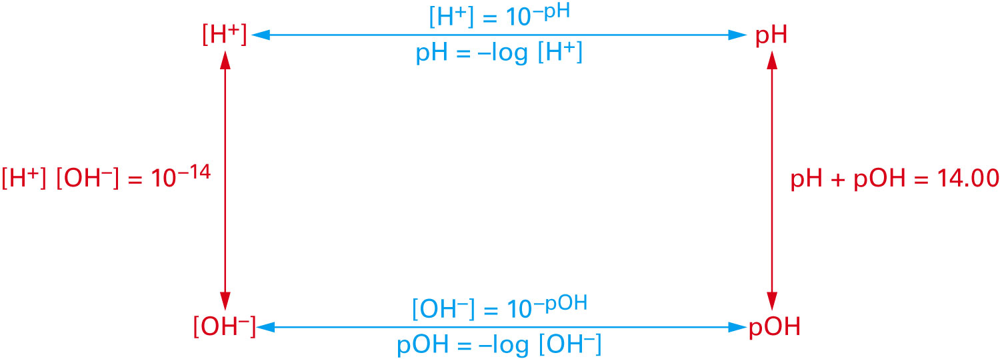 [H⁺] = 10⁻ᵖᴴ
[H⁺]
pH
pH = –log [H⁺]
[H⁺] [OH⁻] = 10⁻¹⁴
pH + pOH = 14.00
[OH⁻] = 10⁻ᵖᴼᴴ
[OH⁻]
pOH
pOH = –log [OH⁻]